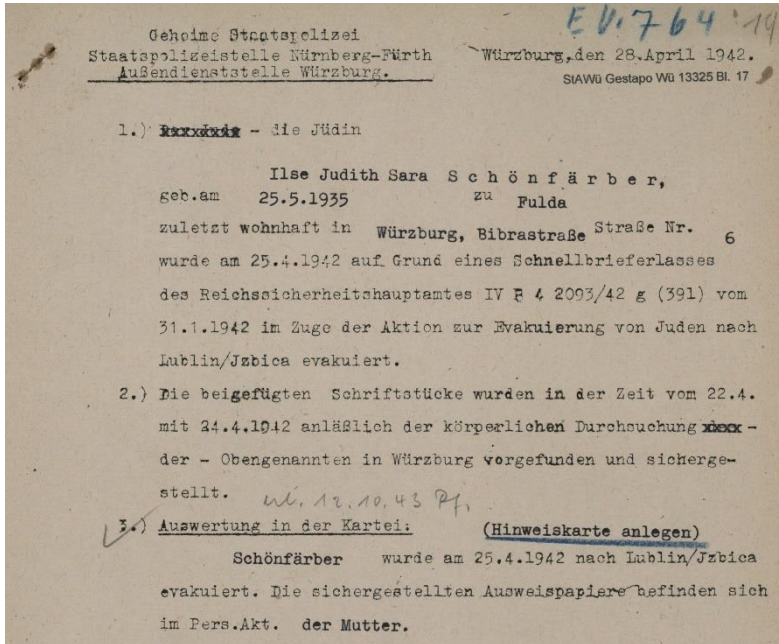 E.V. 764
Geheime Staatspolizei
Staatspolizeistelle Nürnberg-Fürth
Außendienststelle Würzburg.
Würzburg,den 28.April 1942.
StAWü Gestapo Wü 13325 Bl. 17
1.) - die Jüdin
Ilse Judith Sara Schönfärber,
geb.am 25.5.1935 zu Fulda
zuletzt wohnhaft in Würzburg, Bibrastraße Straße Nr. 6
wurde am 25.4.1942 auf Grund eines Schnellbrieferlasses
des Reichssicherheitshauptamtes IV B 4 2093/42 g (391) vom
31.1.1942 im Zuge der Aktion zur Evakuierung von Juden nach
Lublin/Jzbica evakuiert.
2.) Die beigefügten Schriftstücke wurden in der Zeit vom 22.4.
mit 24.4.1942 anläßlich der körperlichen Durchsuchung -
der - Obengenannten in Würzburg vorgefunden und sicherge-
stellt.
12.10.43
3.) Auswertung in der Kartei: (Hinweiskarte anlegen)
Schönfärber wurde am 25.4.1942 nach Lublin/Jzbica
evakuiert. Die sichergestellten Ausweispapiere befinden sich
im Pers.Akt. der Mutter.